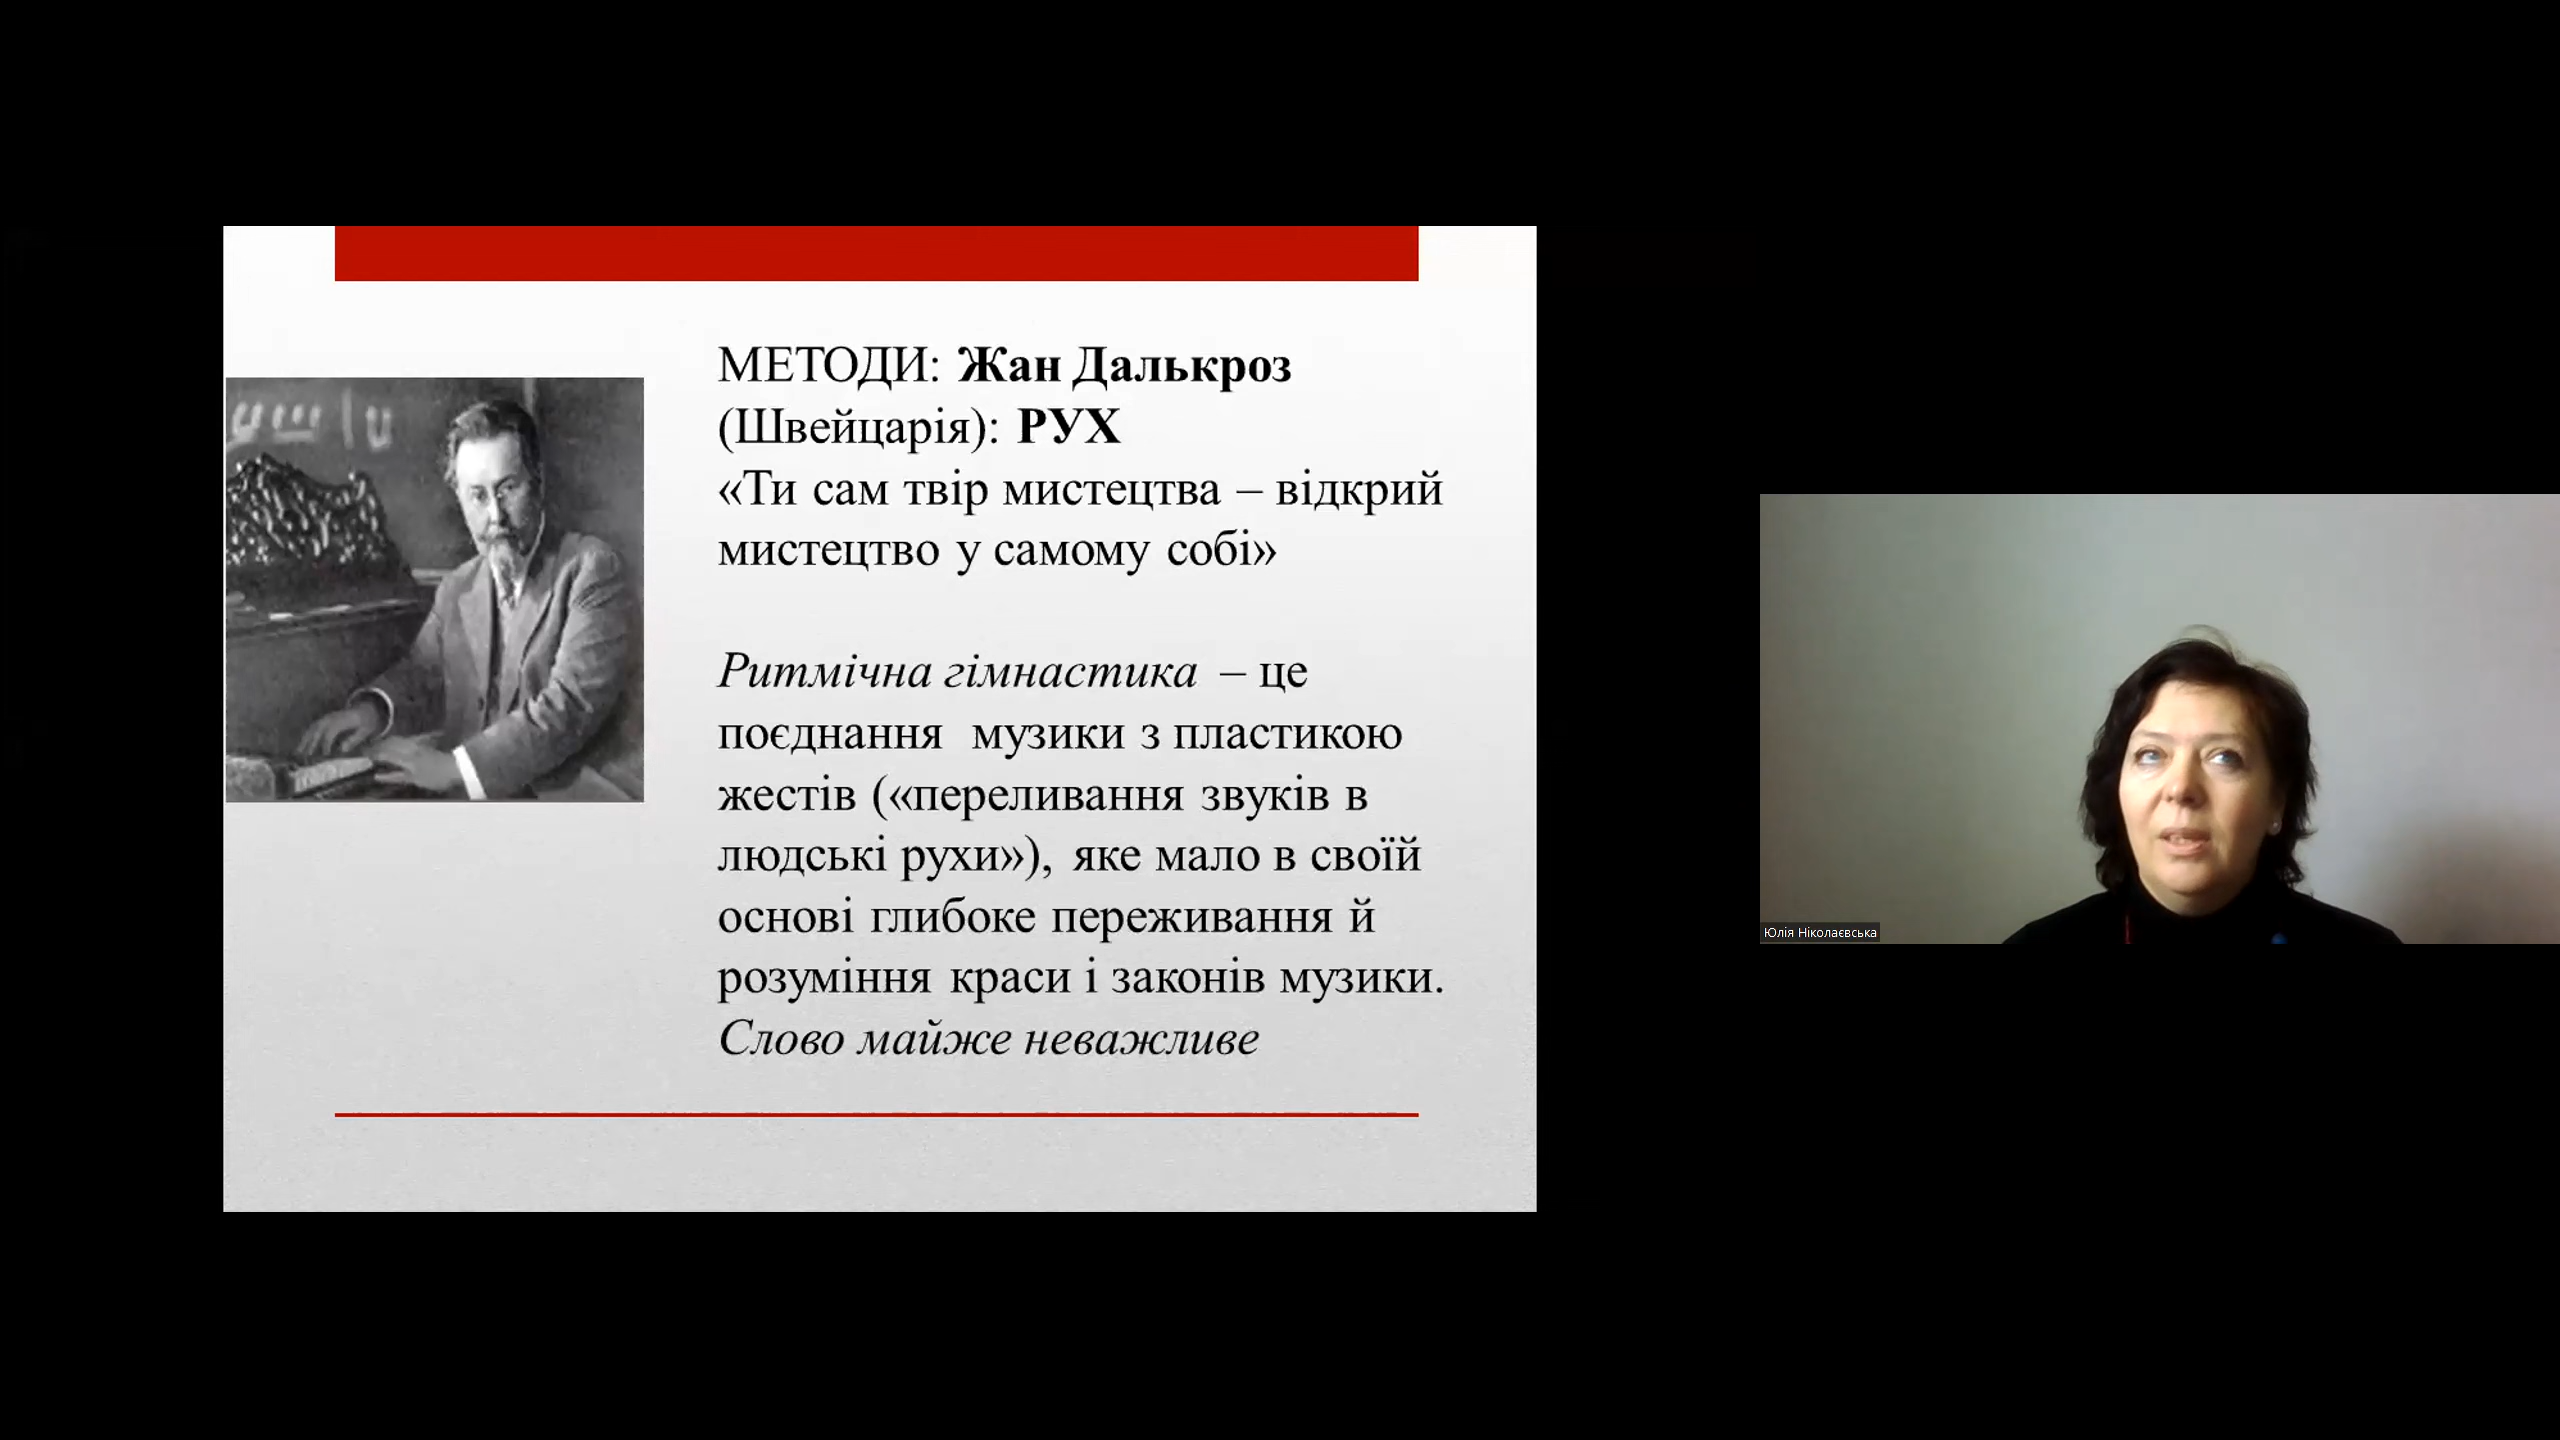 МЕТОДИ: Жан Далькроз
(Швейцарія): РУХ
«Ти сам твір мистецтва – відкрий
мистецтво у самому собі»
Ритмічна гімнастика – це
поєднання музики з пластикою
жестів («переливання звуків в
людські рухи»), яке мало в своїй
основі глибоке переживання й
розуміння краси і законів музики.
Слово майже неважливе
Юлія Ніколаєвська